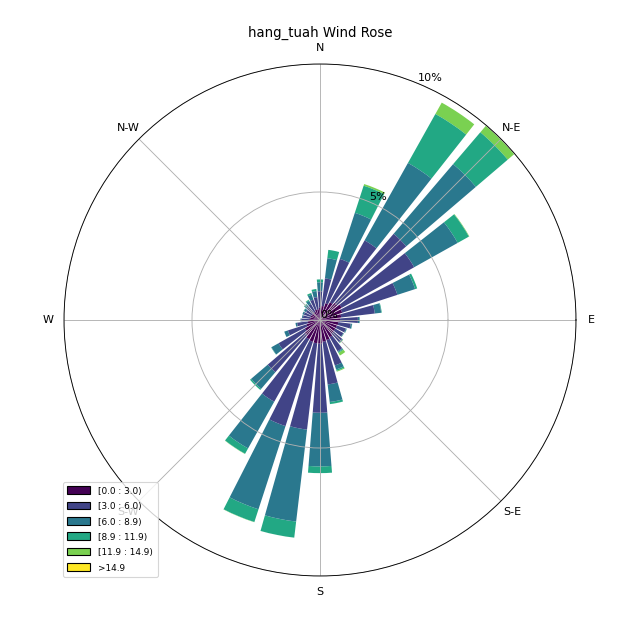 hang_tuah Wind Rose
N
10%
N-W
N-E
5%
W
0%
E
[0.0 : 3.0)
[3.0 : 6.0)
S-W
[6.0 : 8.9)
[8.9 : 11.9)
[11.9 : 14.9)
>14.9
S-E
S